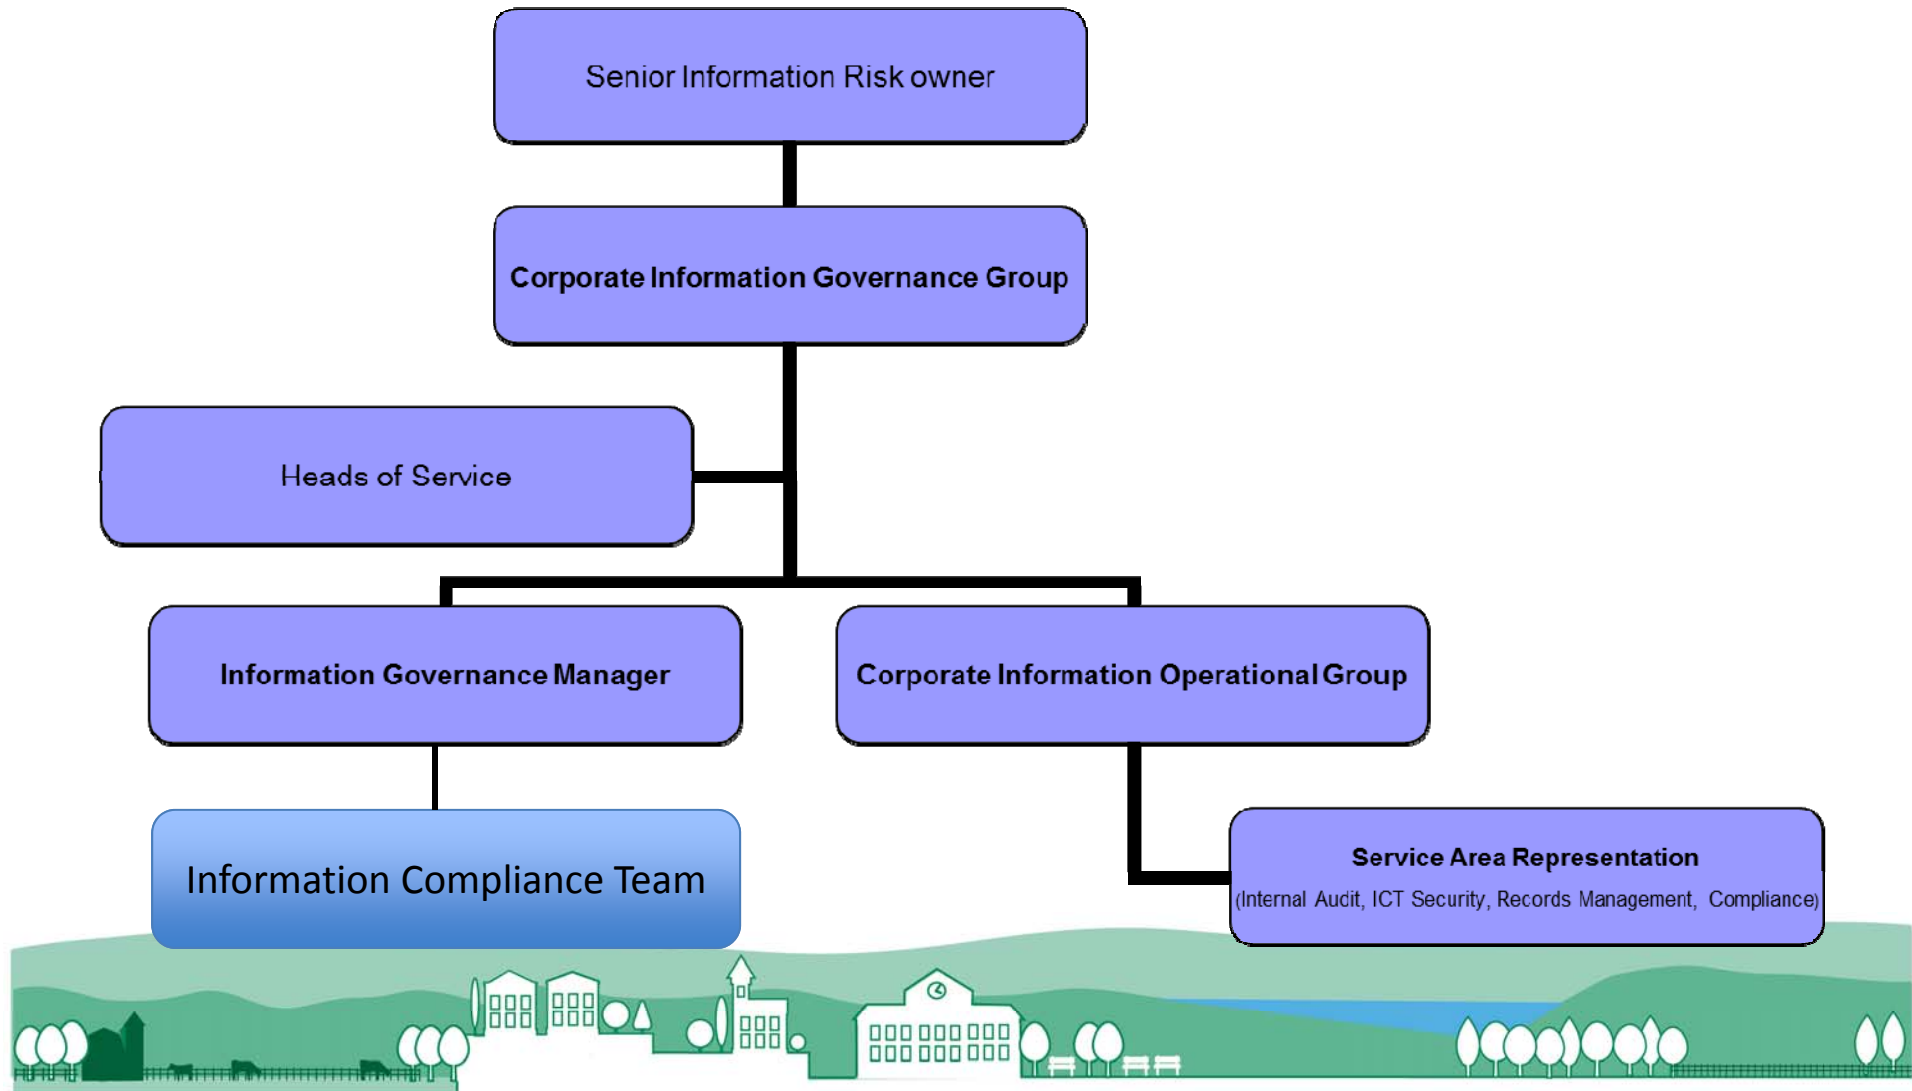 Senior Information Risk owner
Corporate Information Governance Group
Heads of Service
Information Governance Manager
Corporate Information Operational Group
Information Compliance Team
Service Area Representation
(Internal Audit, ICT Security, Records Management, Compliance)